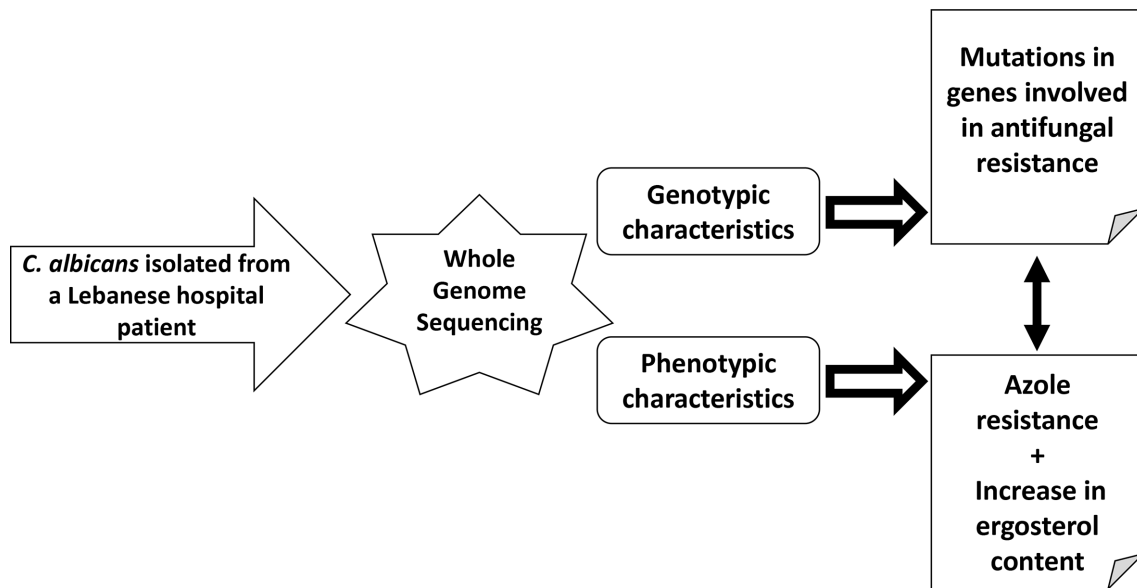 C. albicans isolated from
a Lebanese hospital
patient
Whole
Genome
Sequencing
Genotypic
characteristics
Mutations in
genes involved
in antifungal
resistance
Phenotypic
characteristics
Azole
resistance
+
Increase in
ergosterol
content